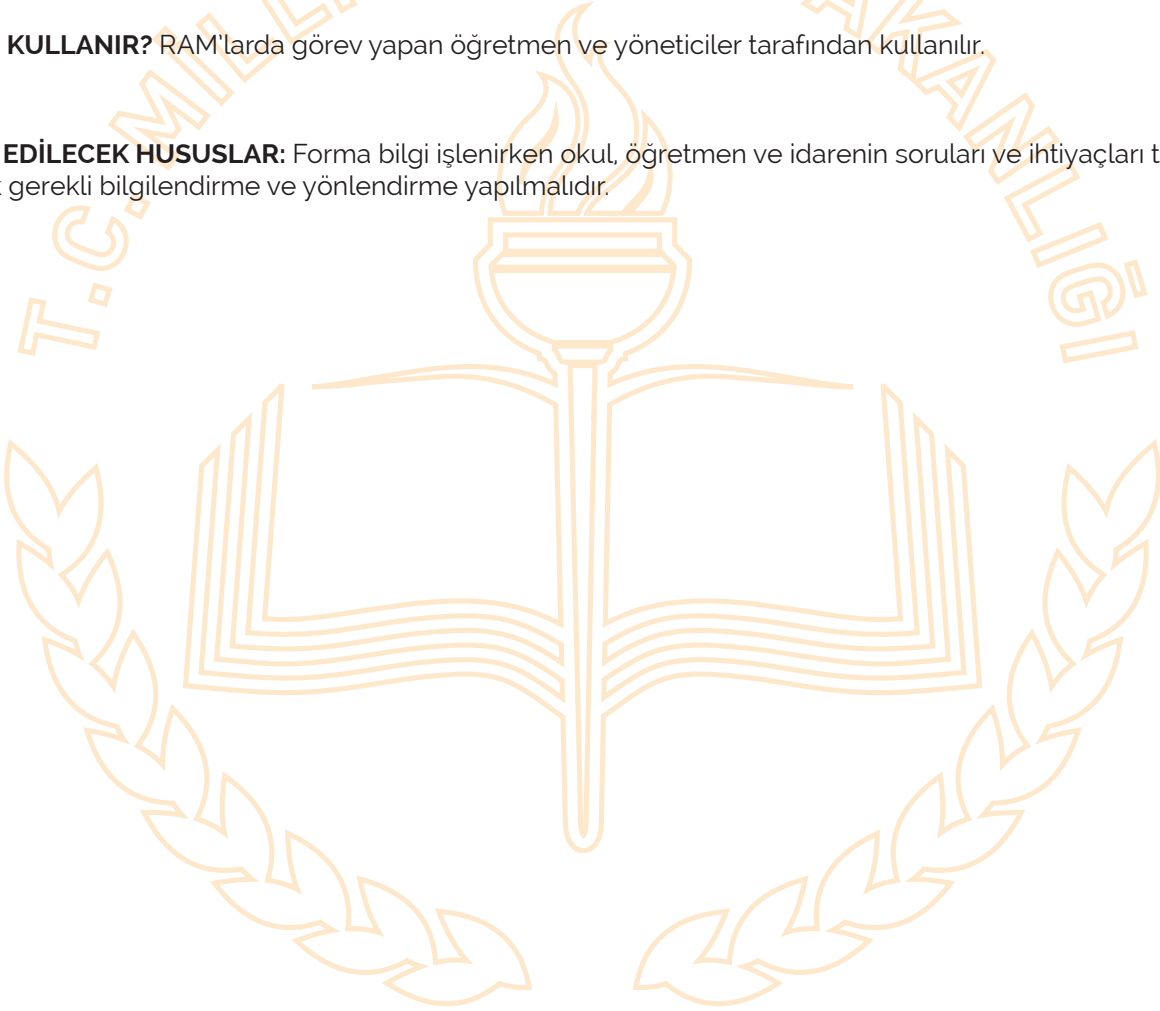 KULLANIR? RAM'larda görev yapan öğretmen ve yöneticiler tarafından kullanılır.
EDİLECEK HUSUSLAR: Forma bilgi işlenirken okul, öğretmen ve idarenin soruları ve ihtiyaçları
gerekli bilgilendirme ve yönlendirme yapılmalıdır.
T.C.